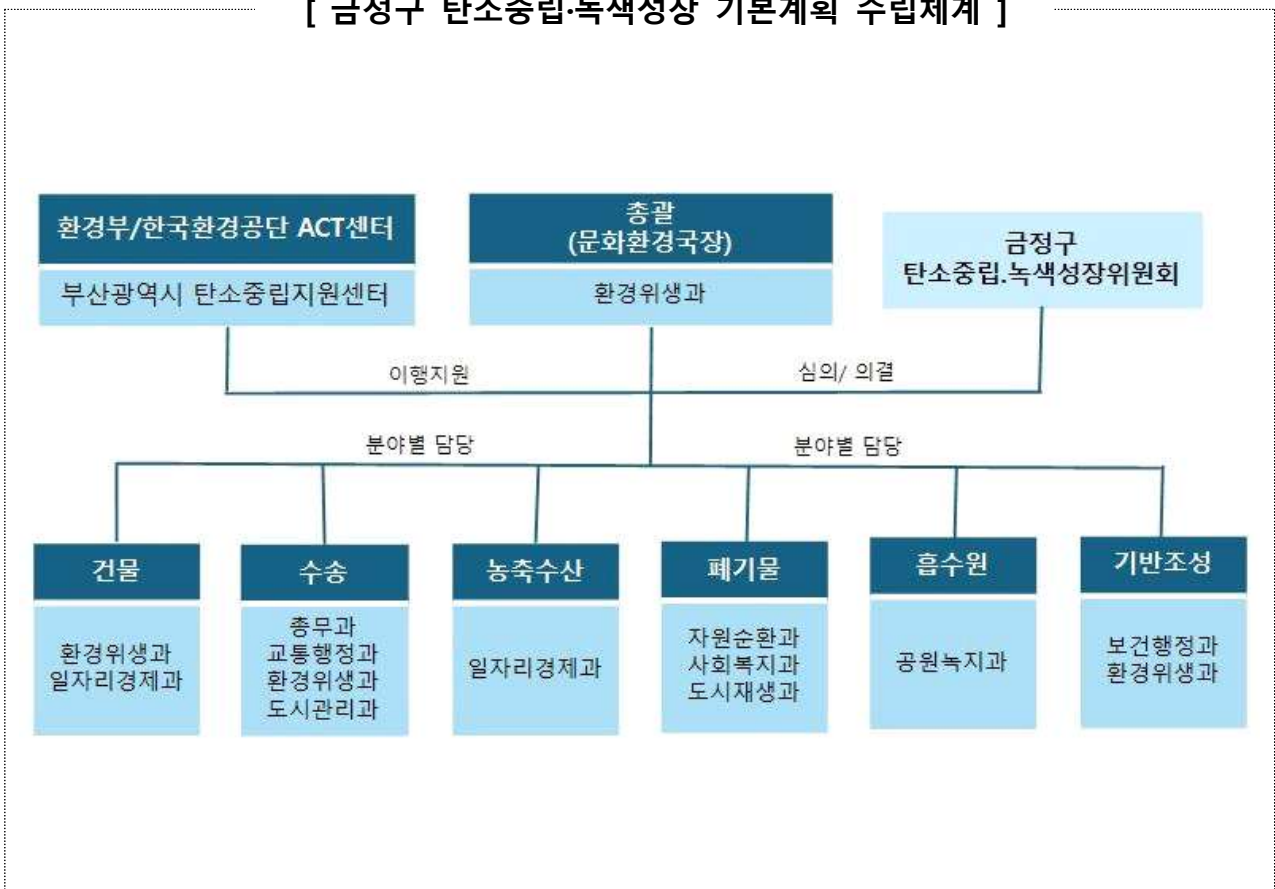 [ 금정구 탄소중립·녹색성장 기본계획 수립체계 ]
환경부/한국환경공단 ACT센터
부산광역시 탄소중립지원센터
총괄
(문화환경국장)
환경위생과
금정구
탄소중립.녹색성장위원회
이행지원
심의/ 의결
분야별 담당
분야별 담당
건물
환경위생과
일자리경제과
수송
총무과
교통행정과
환경위생과
도시관리과
농축수산
일자리경제과
폐기물
자원순환과
사회복지과
도시재생과
흡수원
공원녹지과
기반조성
보건행정과
환경위생과